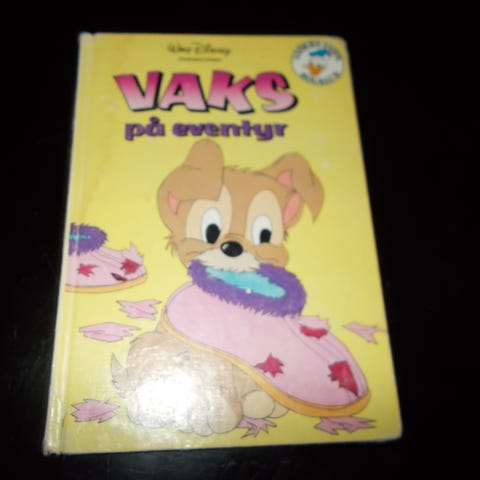 Walt Disney
VAKS
på eventyr